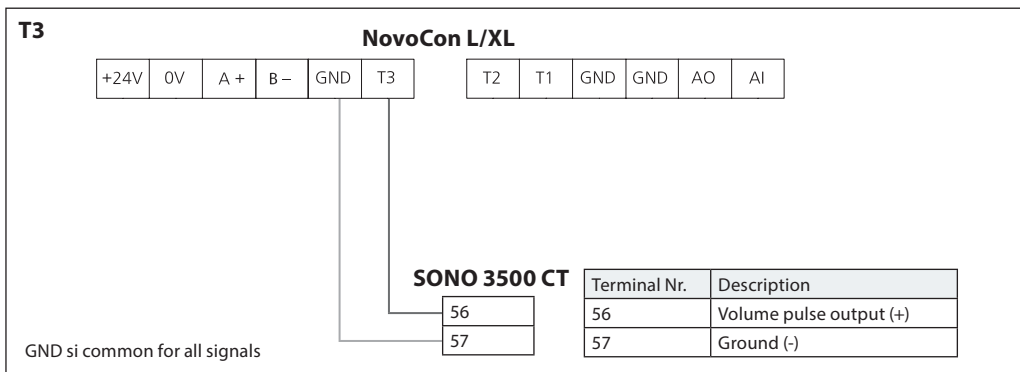 T3
NovoCon L/XL
+24V 0V A + B – GND T3 T2 T1 GND GND AO AI
SONO 3500 CT
56
57
Terminal Nr. Description
56 Volume pulse output (+)
57 Ground (-)
GND si common for all signals